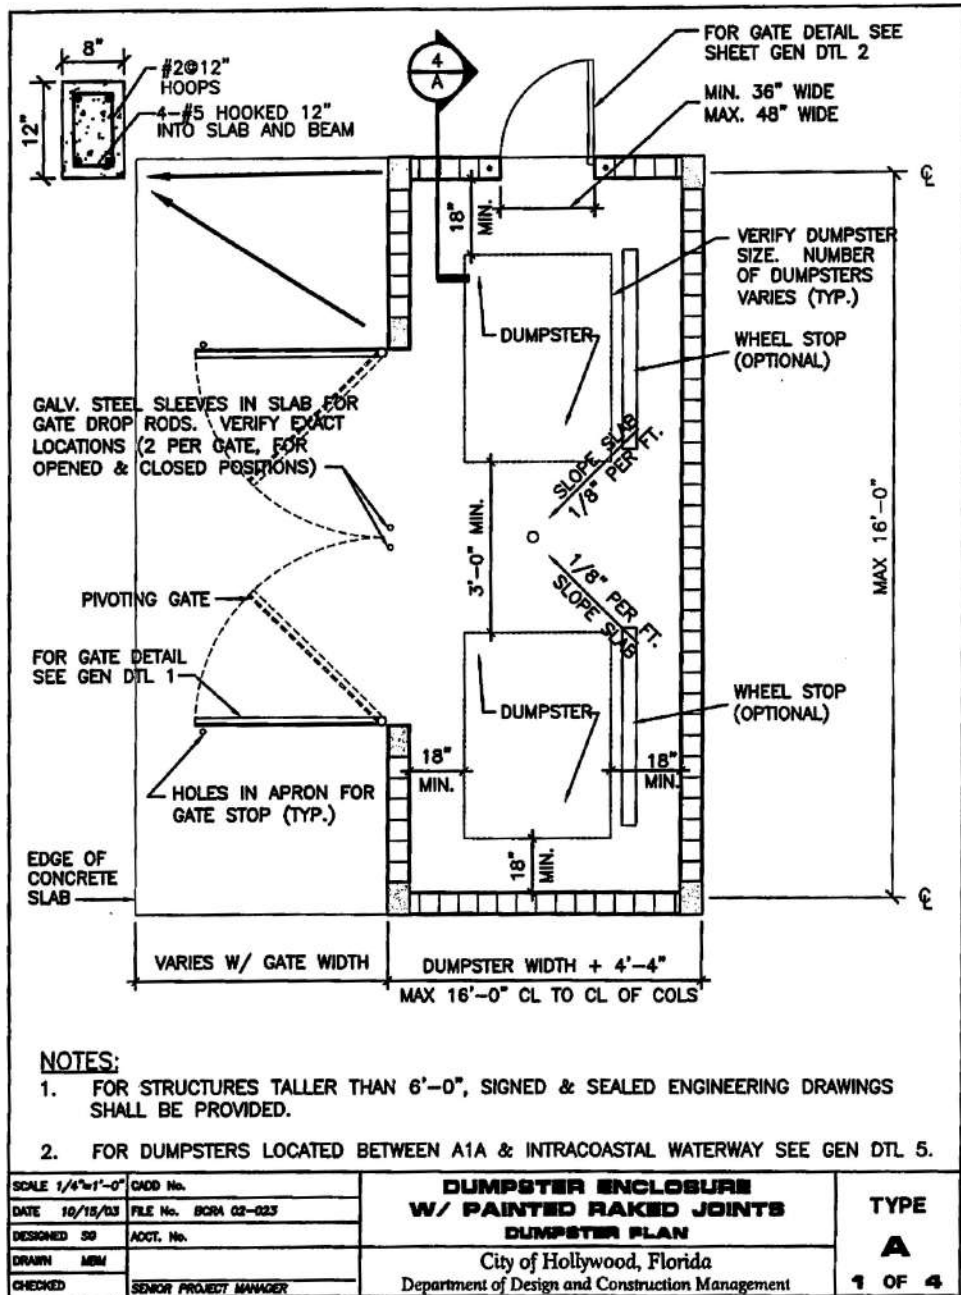 8"
12"
#2@12"
HOOPS
4-#5 HOOKED 12"
INTO SLAB AND BEAM
4
A
FOR GATE DETAIL SEE
SHEET GEN DTL 2
MIN. 36" WIDE
MAX. 48" WIDE
℄
18"
MIN.
VERIFY DUMPSTER
SIZE. NUMBER
OF DUMPSTERS
VARIES (TYP.)
DUMPSTER
WHEEL STOP
(OPTIONAL)
GALV. STEEL SLEEVES IN SLAB FOR
GATE DROP RODS. VERIFY EXACT
LOCATIONS (2 PER GATE, FOR
OPENED & CLOSED POSITIONS)
SLOPE SLAB
1/8" PER FT.
3'-0" MIN.
MAX 16'-0"
1/8" PER FT.
SLOPE SLAB
PIVOTING GATE
FOR GATE DETAIL
SEE GEN DTL 1
DUMPSTER
WHEEL STOP
(OPTIONAL)
18"
MIN.
18"
MIN.
HOLES IN APRON FOR
GATE STOP (TYP.)
18"
MIN.
EDGE OF
CONCRETE
SLAB
℄
VARIES W/ GATE WIDTH
DUMPSTER WIDTH + 4'-4"
MAX 16'-0" CL TO CL OF COLS
NOTES:
1. FOR STRUCTURES TALLER THAN 6'-0", SIGNED & SEALED ENGINEERING DRAWINGS
SHALL BE PROVIDED.
2. FOR DUMPSTERS LOCATED BETWEEN A1A & INTRACOASTAL WATERWAY SEE GEN DTL 5.
SCALE 1/4"=1'-0"
CADD No.
DATE 10/15/03
FILE No. BCRA 02-023
DESIGNED SG
ACCT. No.
DRAWN MBM
CHECKED
SENIOR PROJECT MANAGER
DUMPSTER ENCLOSURE
W/ PAINTED RAKED JOINTS
DUMPSTER PLAN
City of Hollywood, Florida
Department of Design and Construction Management
TYPE
A
1 OF 4